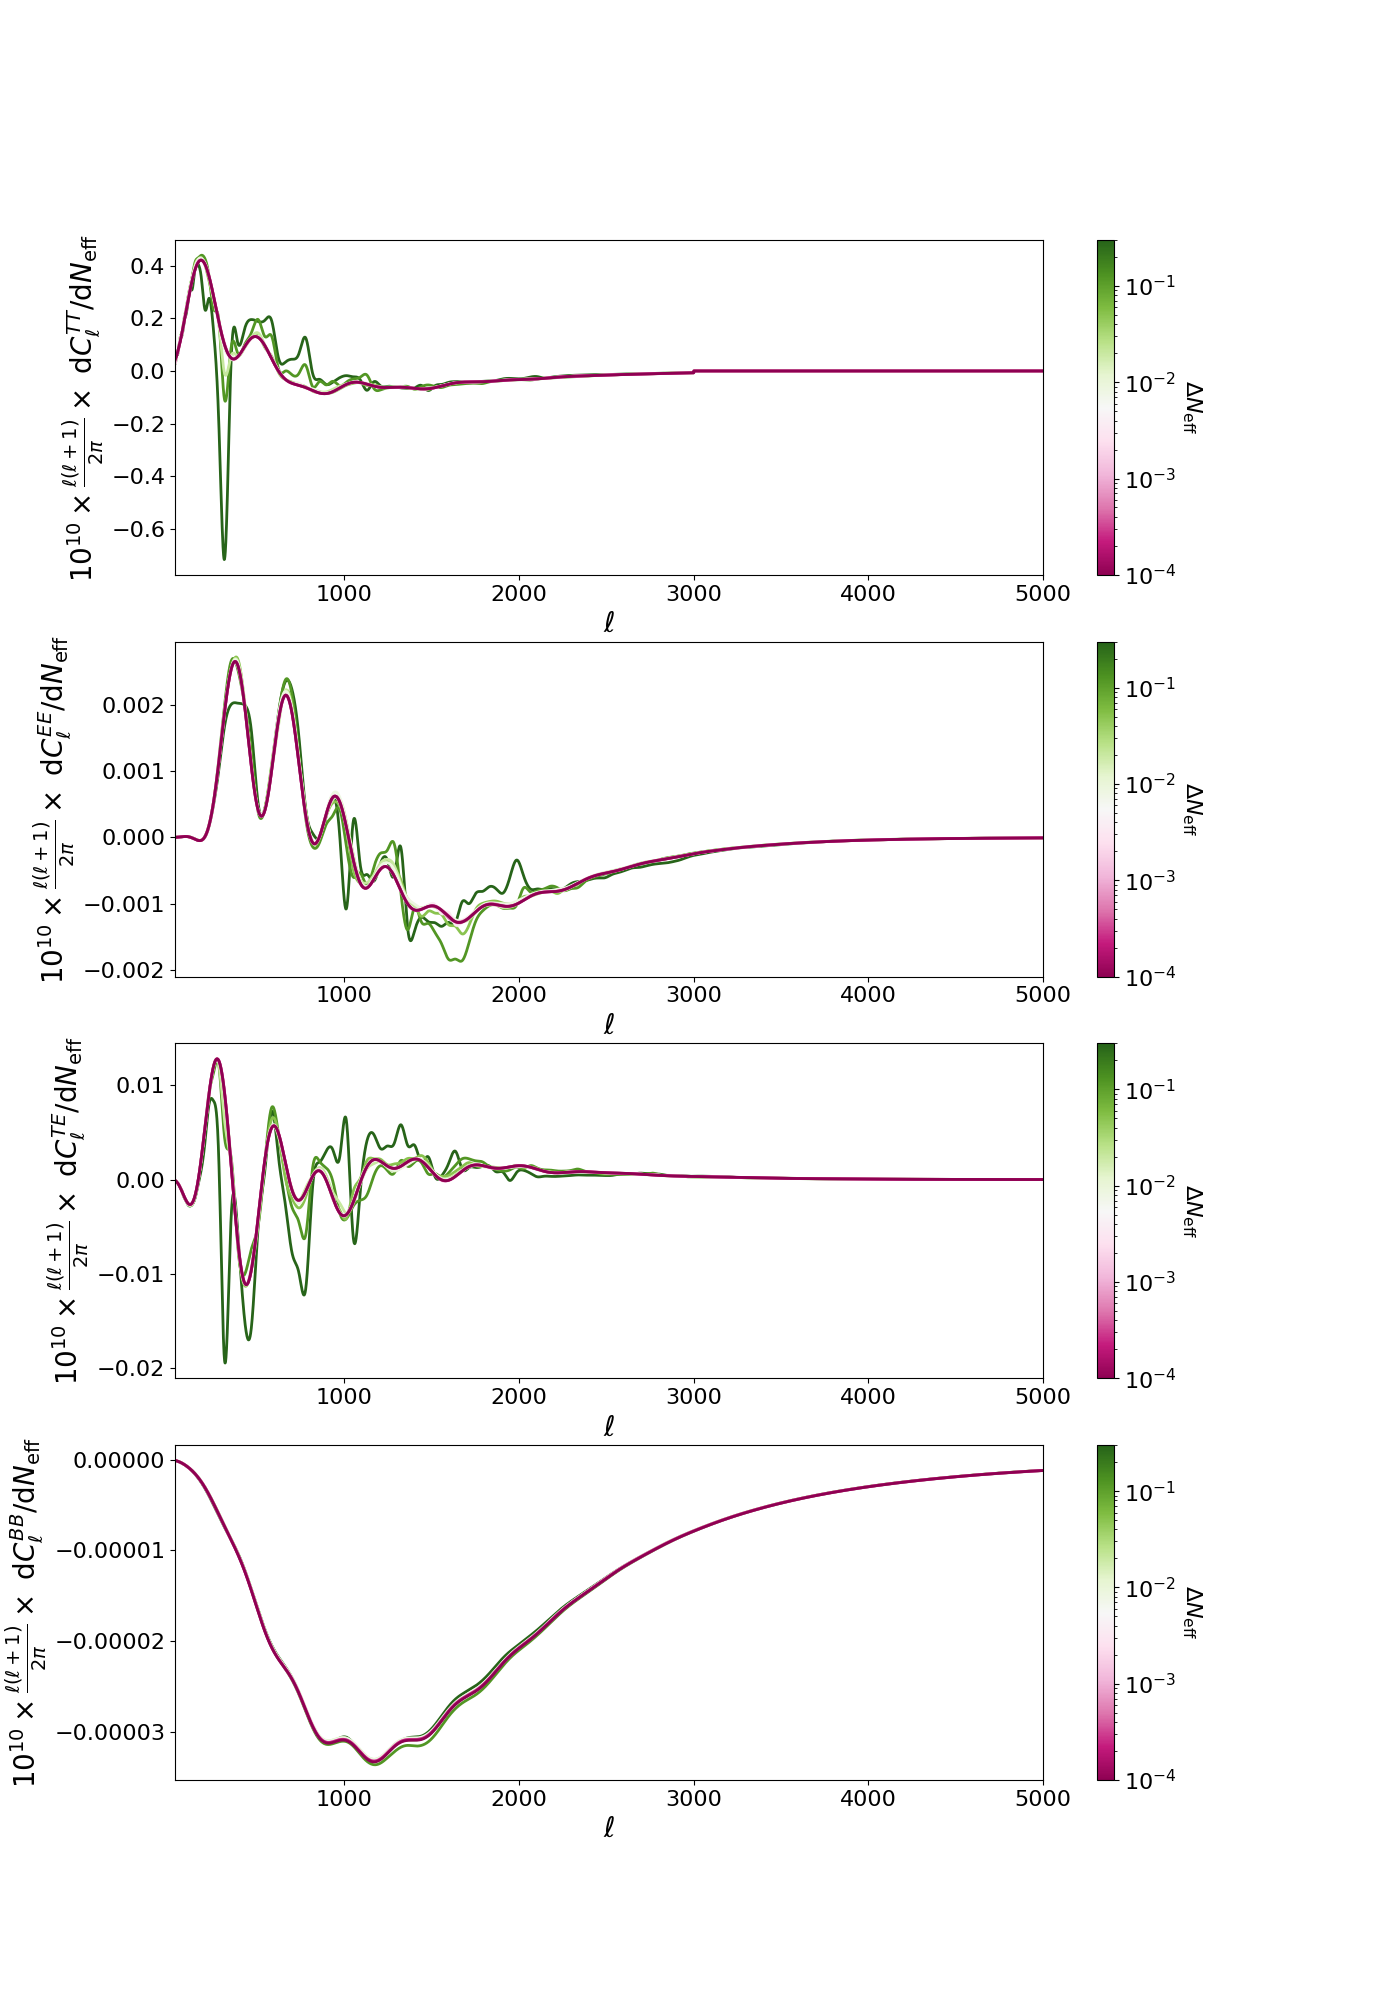 10^{10} × \frac{ℓ(ℓ+1)}{2π} × dC_ℓ^{TT}/dN_eff
0.4
0.2
0.0
−0.2
−0.4
−0.6
1000 2000 3000 4000 5000
ℓ
10^{-1}
10^{-2}
10^{-3}
10^{-4}
ΔN_eff
10^{10} × \frac{ℓ(ℓ+1)}{2π} × dC_ℓ^{EE}/dN_eff
0.002
0.001
0.000
−0.001
−0.002
1000 2000 3000 4000 5000
ℓ
10^{-1}
10^{-2}
10^{-3}
10^{-4}
ΔN_eff
10^{10} × \frac{ℓ(ℓ+1)}{2π} × dC_ℓ^{TE}/dN_eff
0.01
0.00
−0.01
−0.02
1000 2000 3000 4000 5000
ℓ
10^{-1}
10^{-2}
10^{-3}
10^{-4}
ΔN_eff
10^{10} × \frac{ℓ(ℓ+1)}{2π} × dC_ℓ^{BB}/dN_eff
0.00000
−0.00001
−0.00002
−0.00003
1000 2000 3000 4000 5000
ℓ
10^{-1}
10^{-2}
10^{-3}
10^{-4}
ΔN_eff